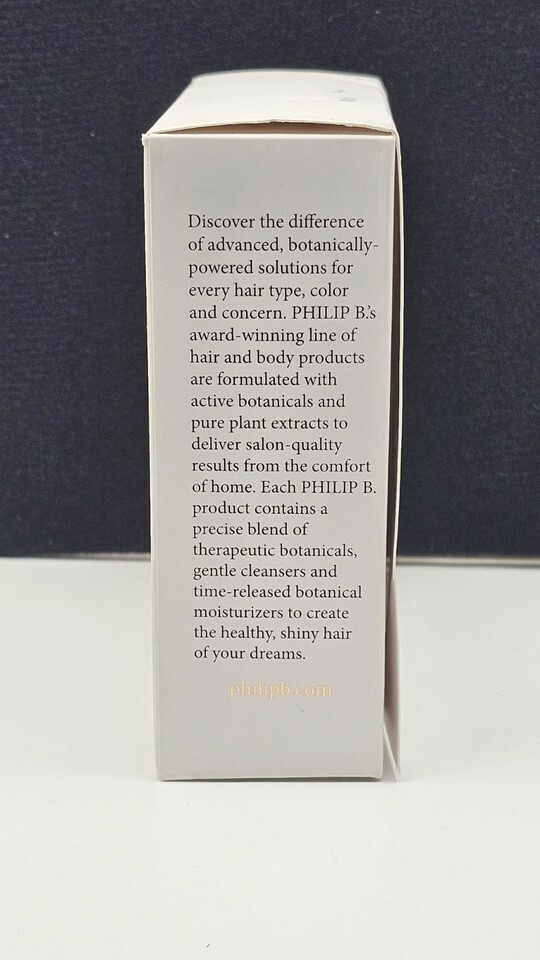 Discover the difference
of advanced, botanically-
powered solutions for
every hair type, color
and concern. PHILIP B.'s
award-winning line of
hair and body products
are formulated with
active botanicals and
pure plant extracts to
deliver salon-quality
results from the comfort
of home. Each PHILIP B.
product contains a
precise blend of
therapeutic botanicals,
gentle cleansers and
time-released botanical
moisturizers to create
the healthy, shiny hair
of your dreams.
philipb.com